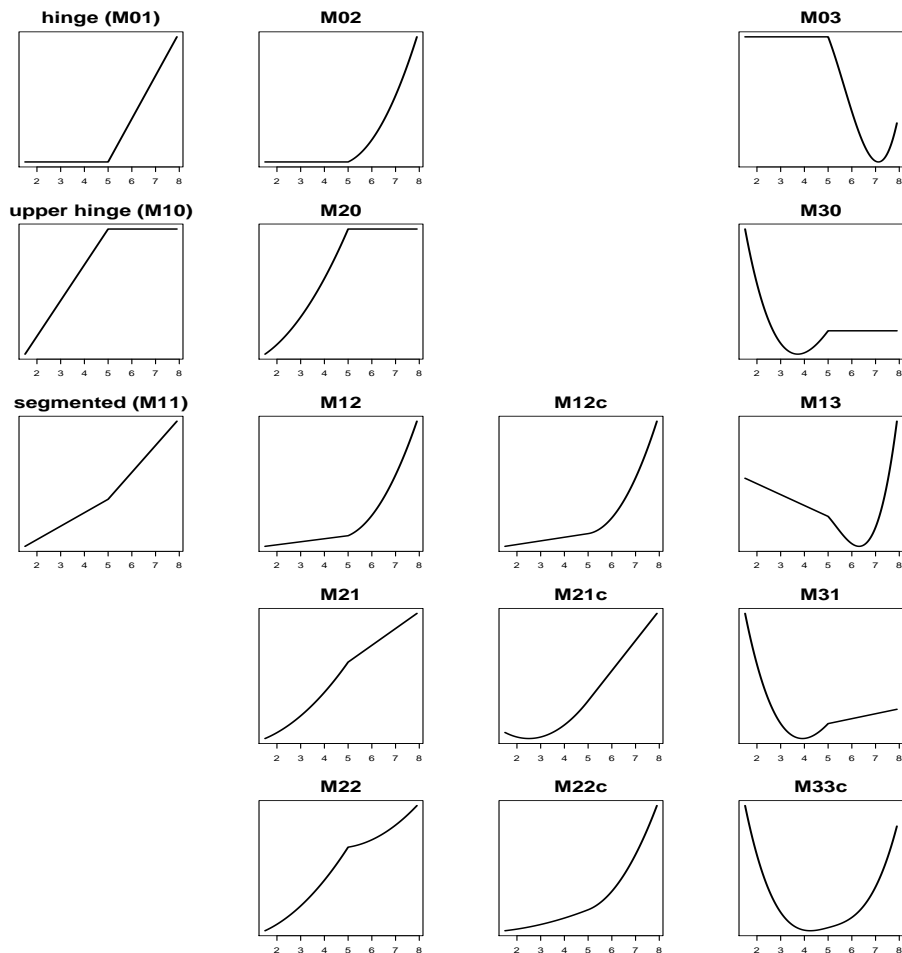 hinge (M01) M02 M03
2 3 4 5 6 7 8 2 3 4 5 6 7 8 2 3 4 5 6 7 8
upper hinge (M10) M20 M30
2 3 4 5 6 7 8 2 3 4 5 6 7 8 2 3 4 5 6 7 8
segmented (M11) M12 M12c M13
2 3 4 5 6 7 8 2 3 4 5 6 7 8 2 3 4 5 6 7 8 2 3 4 5 6 7 8
M21 M21c M31
2 3 4 5 6 7 8 2 3 4 5 6 7 8 2 3 4 5 6 7 8
M22 M22c M33c
2 3 4 5 6 7 8 2 3 4 5 6 7 8 2 3 4 5 6 7 8